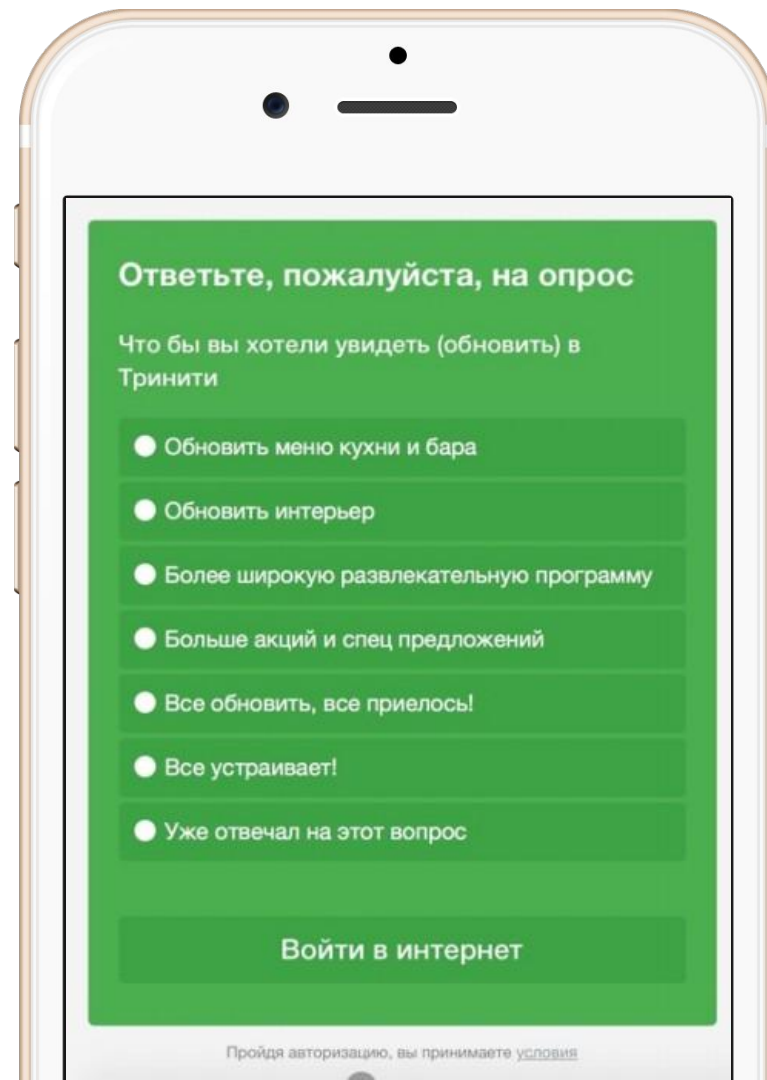 Ответьте, пожалуйста, на опрос
Что бы вы хотели увидеть (обновить) в
Тринити
Обновить меню кухни и бара
Обновить интерьер
Более широкую развлекательную программу
Больше акций и спец предложений
Все обновить, все приелось!
Все устраивает!
Уже отвечал на этот вопрос
Войти в интернет
Пройдя авторизацию, вы принимаете условия